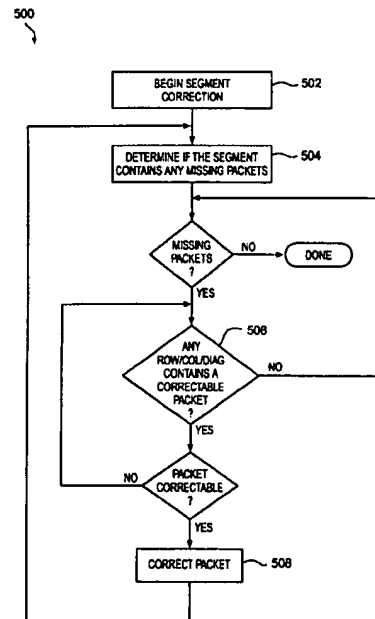 500
BEGIN SEGMENT
CORRECTION
502
DETERMINE IF THE SEGMENT
CONTAINS ANY MISSING PACKETS
504
MISSING
PACKETS
?
NO
DONE
YES
506
ANY
ROW/COL/DIAG
CONTAINS A
CORRECTABLE
PACKET
?
NO
YES
NO
PACKET
CORRECTABLE
?
YES
CORRECT PACKET
508